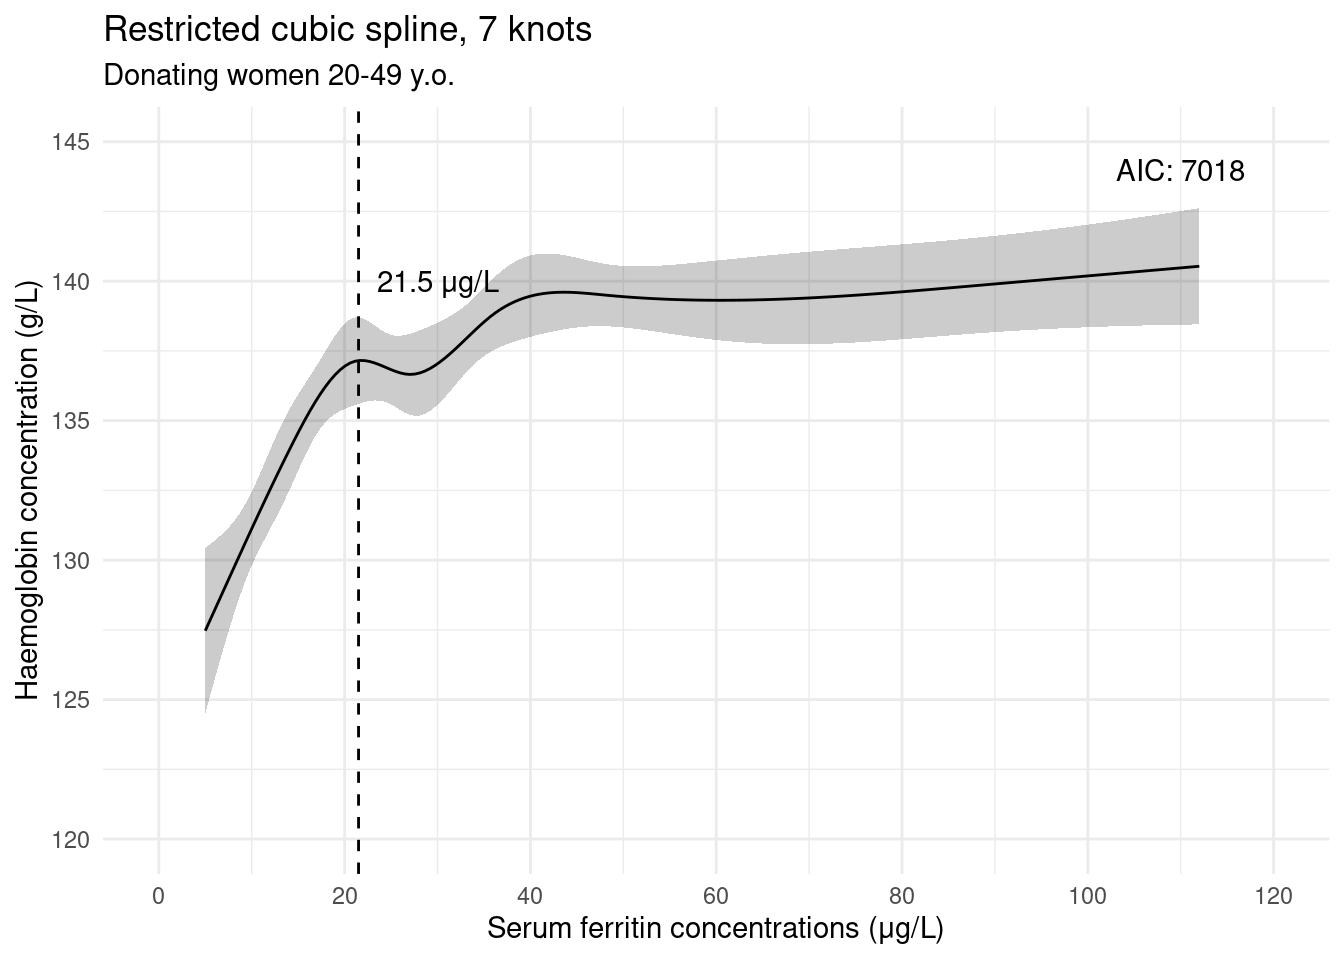 Restricted cubic spline, 7 knots
Donating women 20-49 y.o.
145
AIC: 7018
140
21.5 µg/L
135
130
125
120
Haemoglobin concentration (g/L)
0 20 40 60 80 100 120
Serum ferritin concentrations (µg/L)